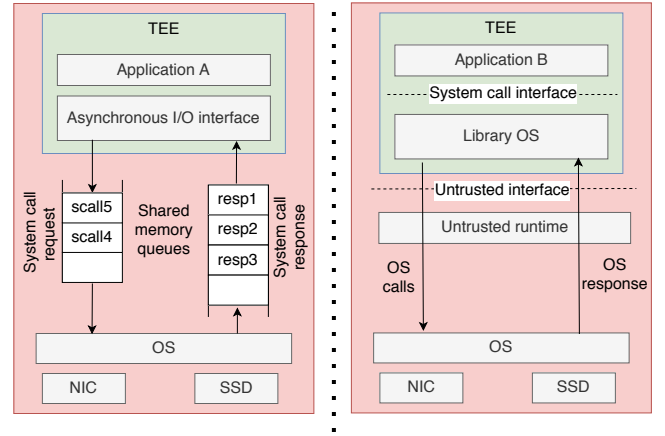 TEE
Application A
Asynchronous I/O interface
System call
request
scall5
scall4
Shared
memory
queues
resp1
resp2
resp3
System call
response
OS
NIC
SSD
TEE
Application B
System call interface
Library OS
Untrusted interface
Untrusted runtime
OS
calls
OS
response
OS
NIC
SSD